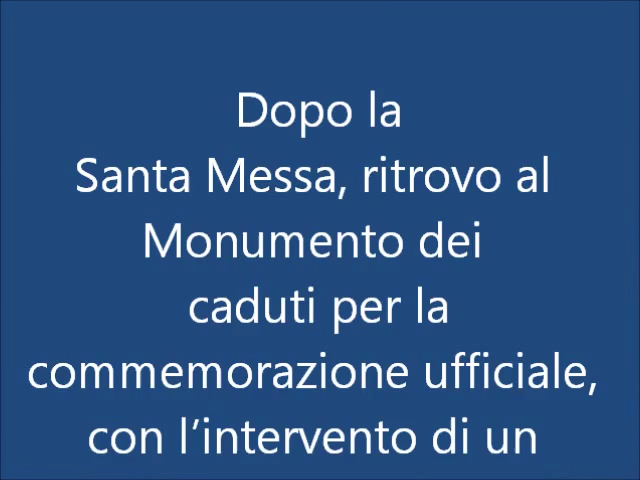 Dopo la
Santa Messa, ritrovo al
Monumento dei
caduti per la
commemorazione ufficiale,
con l’intervento di un